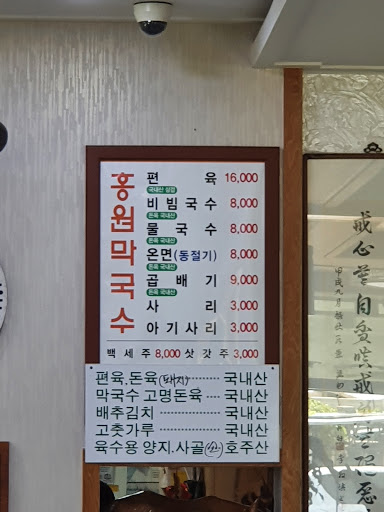 홍원막국수
편육 16,000
국내산 삼겹
비빔국수 8,000
돈육 국내산
물국수 8,000
돈육 국내산
온면(동절기) 8,000
돈육 국내산
곱배기 9,000
돈육 국내산
사리 3,000
아기사리 3,000
백세주 8,000 삿갓주 3,000
편육.돈육(돼지) 국내산
막국수 고명돈육 국내산
배추김치 국내산
고춧가루 국내산
육수용 양지.사골(소) 호주산